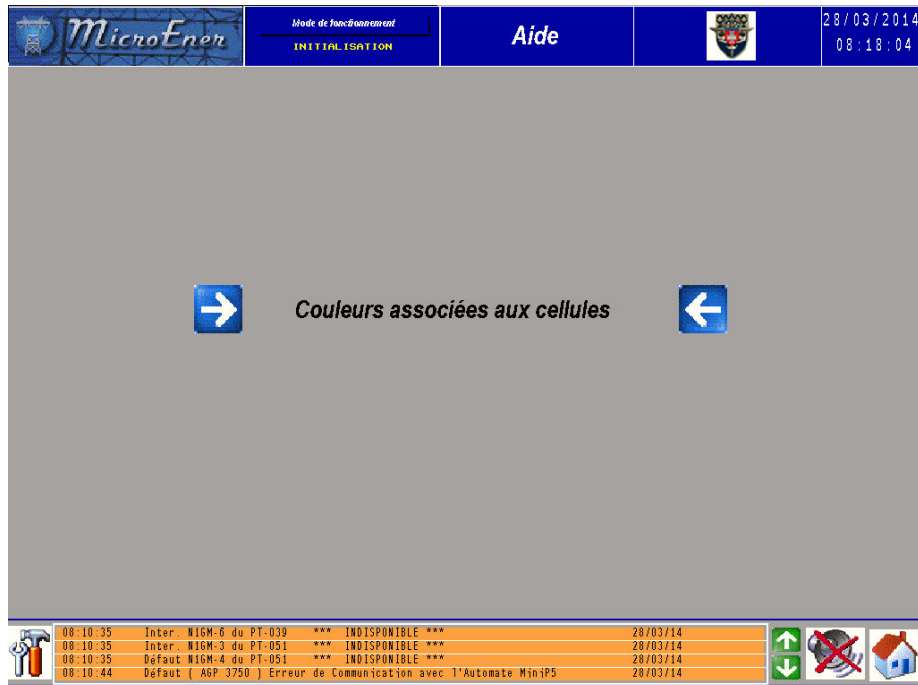 MicroEner
Mode de fonctionnement
INITIALISATION
Aide
28/03/2014
08:18:04
Couleurs associées aux cellules
08:10:35 Inter. N1GM-6 du PT-039 *** INDISPONIBLE *** 28/03/14
08:10:35 Inter. N1GM-3 du PT-051 *** INDISPONIBLE *** 28/03/14
08:10:35 Défaut N1GM-4 du PT-051 *** INDISPONIBLE *** 28/03/14
08:10:44 Défaut ( AGP 3750 ) Erreur de Communication avec l'Automate MiniP5 28/03/14